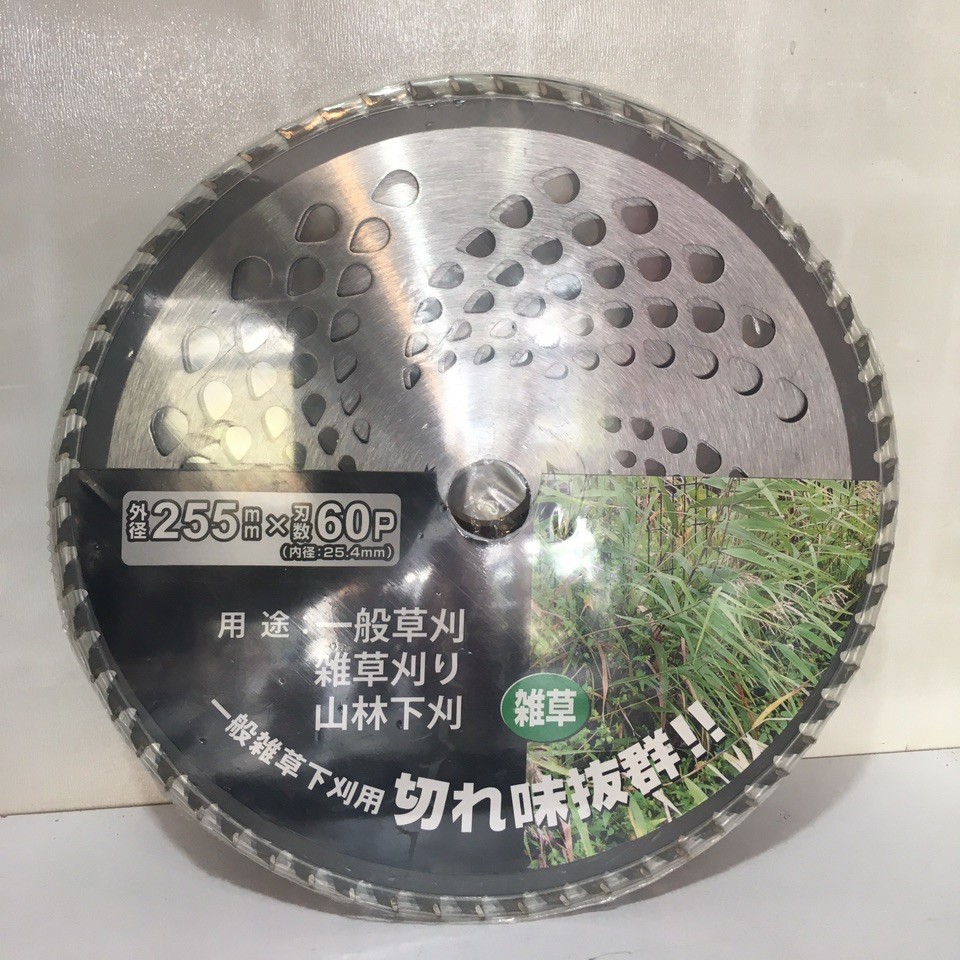 外径255mm×刃数60P
(内径:25.4mm)
用途:一般草刈
雑草刈り
山林下刈
雑草
一般雑草下刈用
切れ味抜群!!